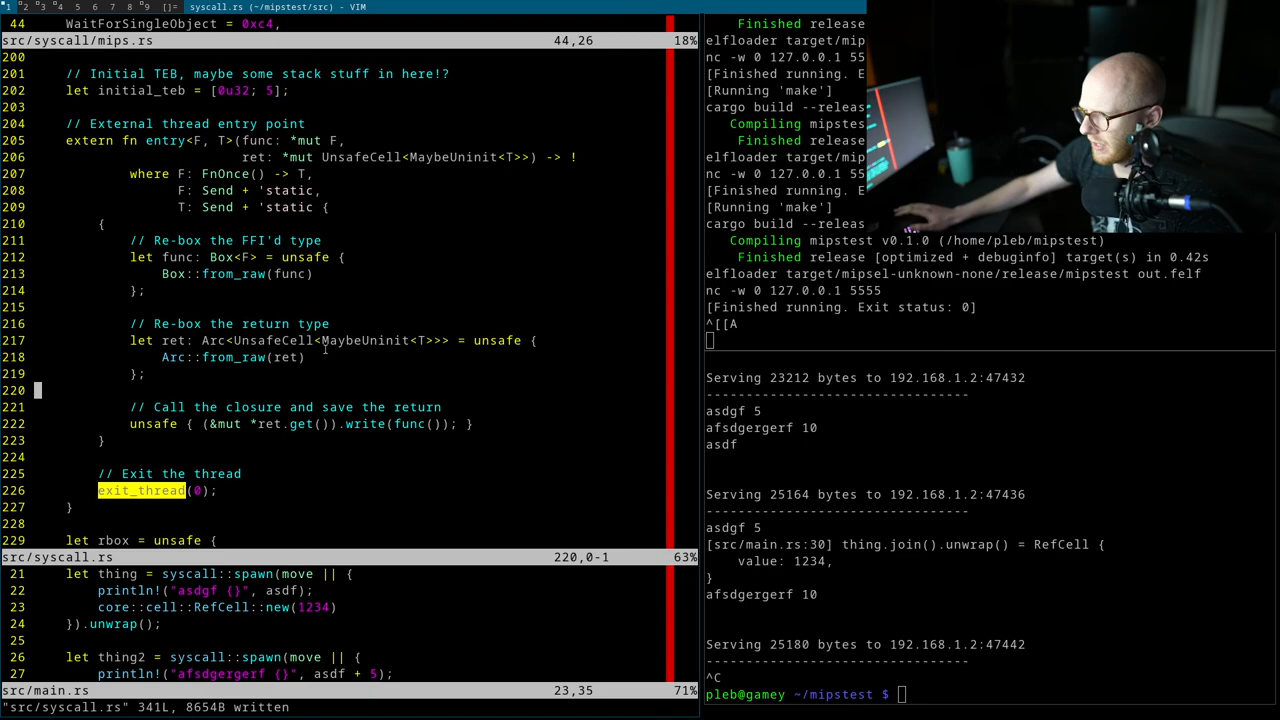 1 2 3 4 5 6 7 8 9 []= syscall.rs (~/mipstest/src) - VIM
44 WaitForSingleObject = 0xc4,
src/syscall/mips.rs 44,26 18%
200
201 // Initial TEB, maybe some stack stuff in here!?
202 let initial_teb = [0u32; 5];
203
204 // External thread entry point
205 extern fn entry<F, T>(func: *mut F,
206 ret: *mut UnsafeCell<MaybeUninit<T>>) -> !
207 where F: FnOnce() -> T,
208 F: Send + 'static,
209 T: Send + 'static {
210 {
211 // Re-box the FFI'd type
212 let func: Box<F> = unsafe {
213 Box::from_raw(func)
214 };
215
216 // Re-box the return type
217 let ret: Arc<UnsafeCell<MaybeUninit<T>>> = unsafe {
218 Arc::from_raw(ret)
219 };
220
221 // Call the closure and save the return
222 unsafe { (&mut *ret.get()).write(func()); }
223 }
224
225 // Exit the thread
226 exit_thread(0);
227 }
228
229 let rbox = unsafe {
src/syscall.rs 220,0-1 63%
21 let thing = syscall::spawn(move || {
22 println!("asdgf {}", asdf);
23 core::cell::RefCell::new(1234)
24 }).unwrap();
25
26 let thing2 = syscall::spawn(move || {
27 println!("afsdgergerf {}", asdf + 5);
src/main.rs 23,35 71%
"src/syscall.rs" 341L, 8654B written
Finished release
elfloader target/mip
nc -w 0 127.0.0.1 55
[Finished running. E
[Running 'make']
cargo build --releas
Compiling mipstes
Finished release
elfloader target/mip
nc -w 0 127.0.0.1 55
[Finished running. E
[Running 'make']
cargo build --releas
Compiling mipstest v0.1.0 (/home/pleb/mipstest)
Finished release [optimized + debuginfo] target(s) in 0.42s
elfloader target/mipsel-unknown-none/release/mipstest out.felf
nc -w 0 127.0.0.1 5555
[Finished running. Exit status: 0]
^[[A
Serving 23212 bytes to 192.168.1.2:47432
--------------------------------
asdgf 5
afsdgergerf 10
asdf
Serving 25164 bytes to 192.168.1.2:47436
--------------------------------
asdgf 5
[src/main.rs:30] thing.join().unwrap() = RefCell {
value: 1234,
}
afsdgergerf 10
Serving 25180 bytes to 192.168.1.2:47442
--------------------------------
^C
pleb@gamey ~/mipstest $